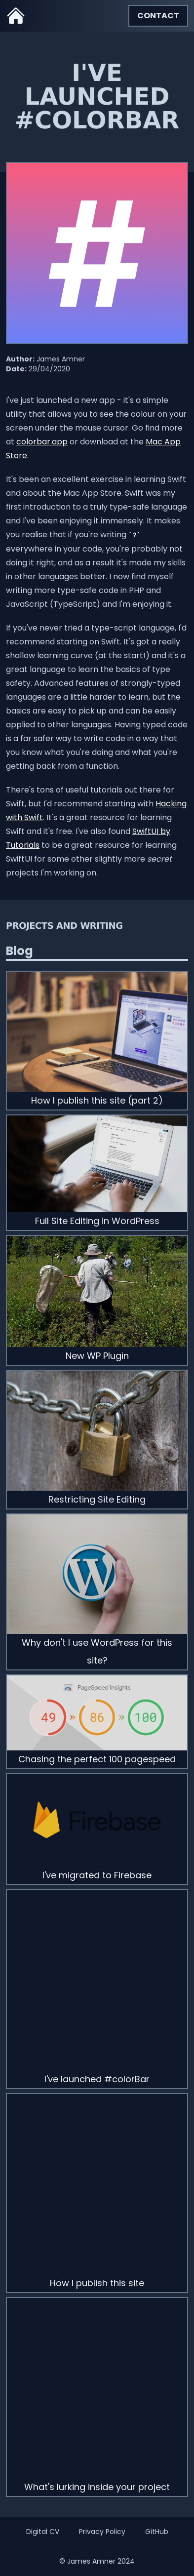 CONTACT
I'VE
LAUNCHED
#COLORBAR
#
Author: James Amner
Date: 29/04/2020
I've just launched a new app - it's a simple
utility that allows you to see the colour on your
screen under the mouse cursor. Go find out more
at colorbar.app or download at the Mac App
Store.
It's been an excellent exercise in learning Swift
and about the Mac App Store. Swift was my
first introduction to a truly type-safe language
and I've been enjoying it immensely. It makes
you realise that if you're writing `?`
everywhere in your code, you're probably not
doing it right, and as a result it's made my skills
in other languages better. I now find myself
writing more type-safe code in PHP and
JavaScript (TypeScript) and I'm enjoying it.
If you've never tried a type-script language, I'd
recommend starting on Swift. It's got a really
shallow learning curve (at the start!) and it's a
great language to learn the basics of type
safety. Advanced features of strongly-typed
languages are a little harder to learn, but the
basics are easy to pick up and can be easily
applied to other languages. Having typed code
is a far safer way to write code in a way that
you know what you're doing and what you're
getting back from a function.
There's tons of useful tutorials out there for
Swift, but I'd recommend starting with Hacking
with Swift. It's a great resource for learning
Swift and it's free. I've also found SwiftUI by
Tutorials to be a great resource for learning
SwiftUI for some other slightly more secret
projects I'm working on.
PROJECTS AND WRITING
Blog
How I publish this site (part 2)
Full Site Editing in WordPress
New WP Plugin
Restricting Site Editing
Why don't I use WordPress for this
site?
PageSpeed Insights
49 » 86 » 100
Chasing the perfect 100 pagespeed
Firebase
I've migrated to Firebase
I've launched #colorBar
How I publish this site
What's lurking inside your project
Digital CV
Privacy Policy
GitHub
© James Amner 2024